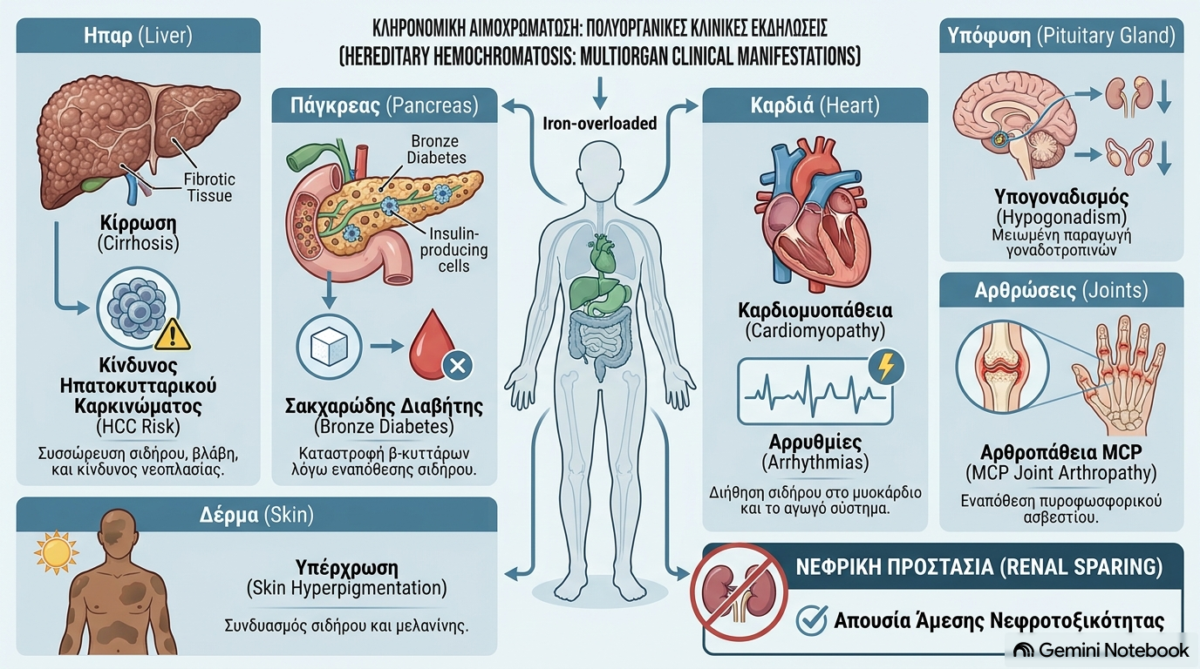 ΚΛΗΡΟΝΟΜΙΚΗ ΑΙΜΟΧΡΩΜΑΤΩΣΗ: ΠΟΛΥΟΡΓΑΝΙΚΕΣ ΚΛΙΝΙΚΕΣ ΕΚΔΗΛΩΣΕΙΣ
(HEREDITARY HEMOCHROMATOSIS: MULTIORGAN CLINICAL MANIFESTATIONS)
Ηπαρ (Liver)
Fibrotic
Tissue
Κίρρωση
(Cirrhosis)
Κίνδυνος
Ηπατοκυτταρικού
Καρκινώματος
(HCC Risk)
Συσσώρευση σιδήρου, βλάβη,
και κίνδυνος νεοπλασίας.
Πάγκρεας (Pancreas)
Bronze
Diabetes
Insulin-
producing
cells
Σακχαρώδης Διαβήτης
(Bronze Diabetes)
Καταστροφή β-κυττάρων
λόγω εναπόθεσης σιδήρου.
Iron-overloaded
Καρδιά (Heart)
Καρδιομυοπάθεια
(Cardiomyopathy)
Αρρυθμίες
(Arrhythmias)
Διήθηση σιδήρου στο μυοκάρδιο
και το αγωγό σύστημα.
Υπόφυση (Pituitary Gland)
Υπογοναδισμός
(Hypogonadism)
Μειωμένη παραγωγή
γοναδοτροπινών
Αρθρώσεις (Joints)
Αρθροπάθεια MCP
(MCP Joint Arthropathy)
Εναπόθεση πυροφωσφορικού
ασβεστίου.
Δέρμα (Skin)
Υπέρχρωση
(Skin Hyperpigmentation)
Συνδυασμός σιδήρου και μελανίνης.
ΝΕΦΡΙΚΗ ΠΡΟΣΤΑΣΙΑ (RENAL SPARING)
Απουσία Άμεσης Νεφροτοξικότητας
Gemini Notebook